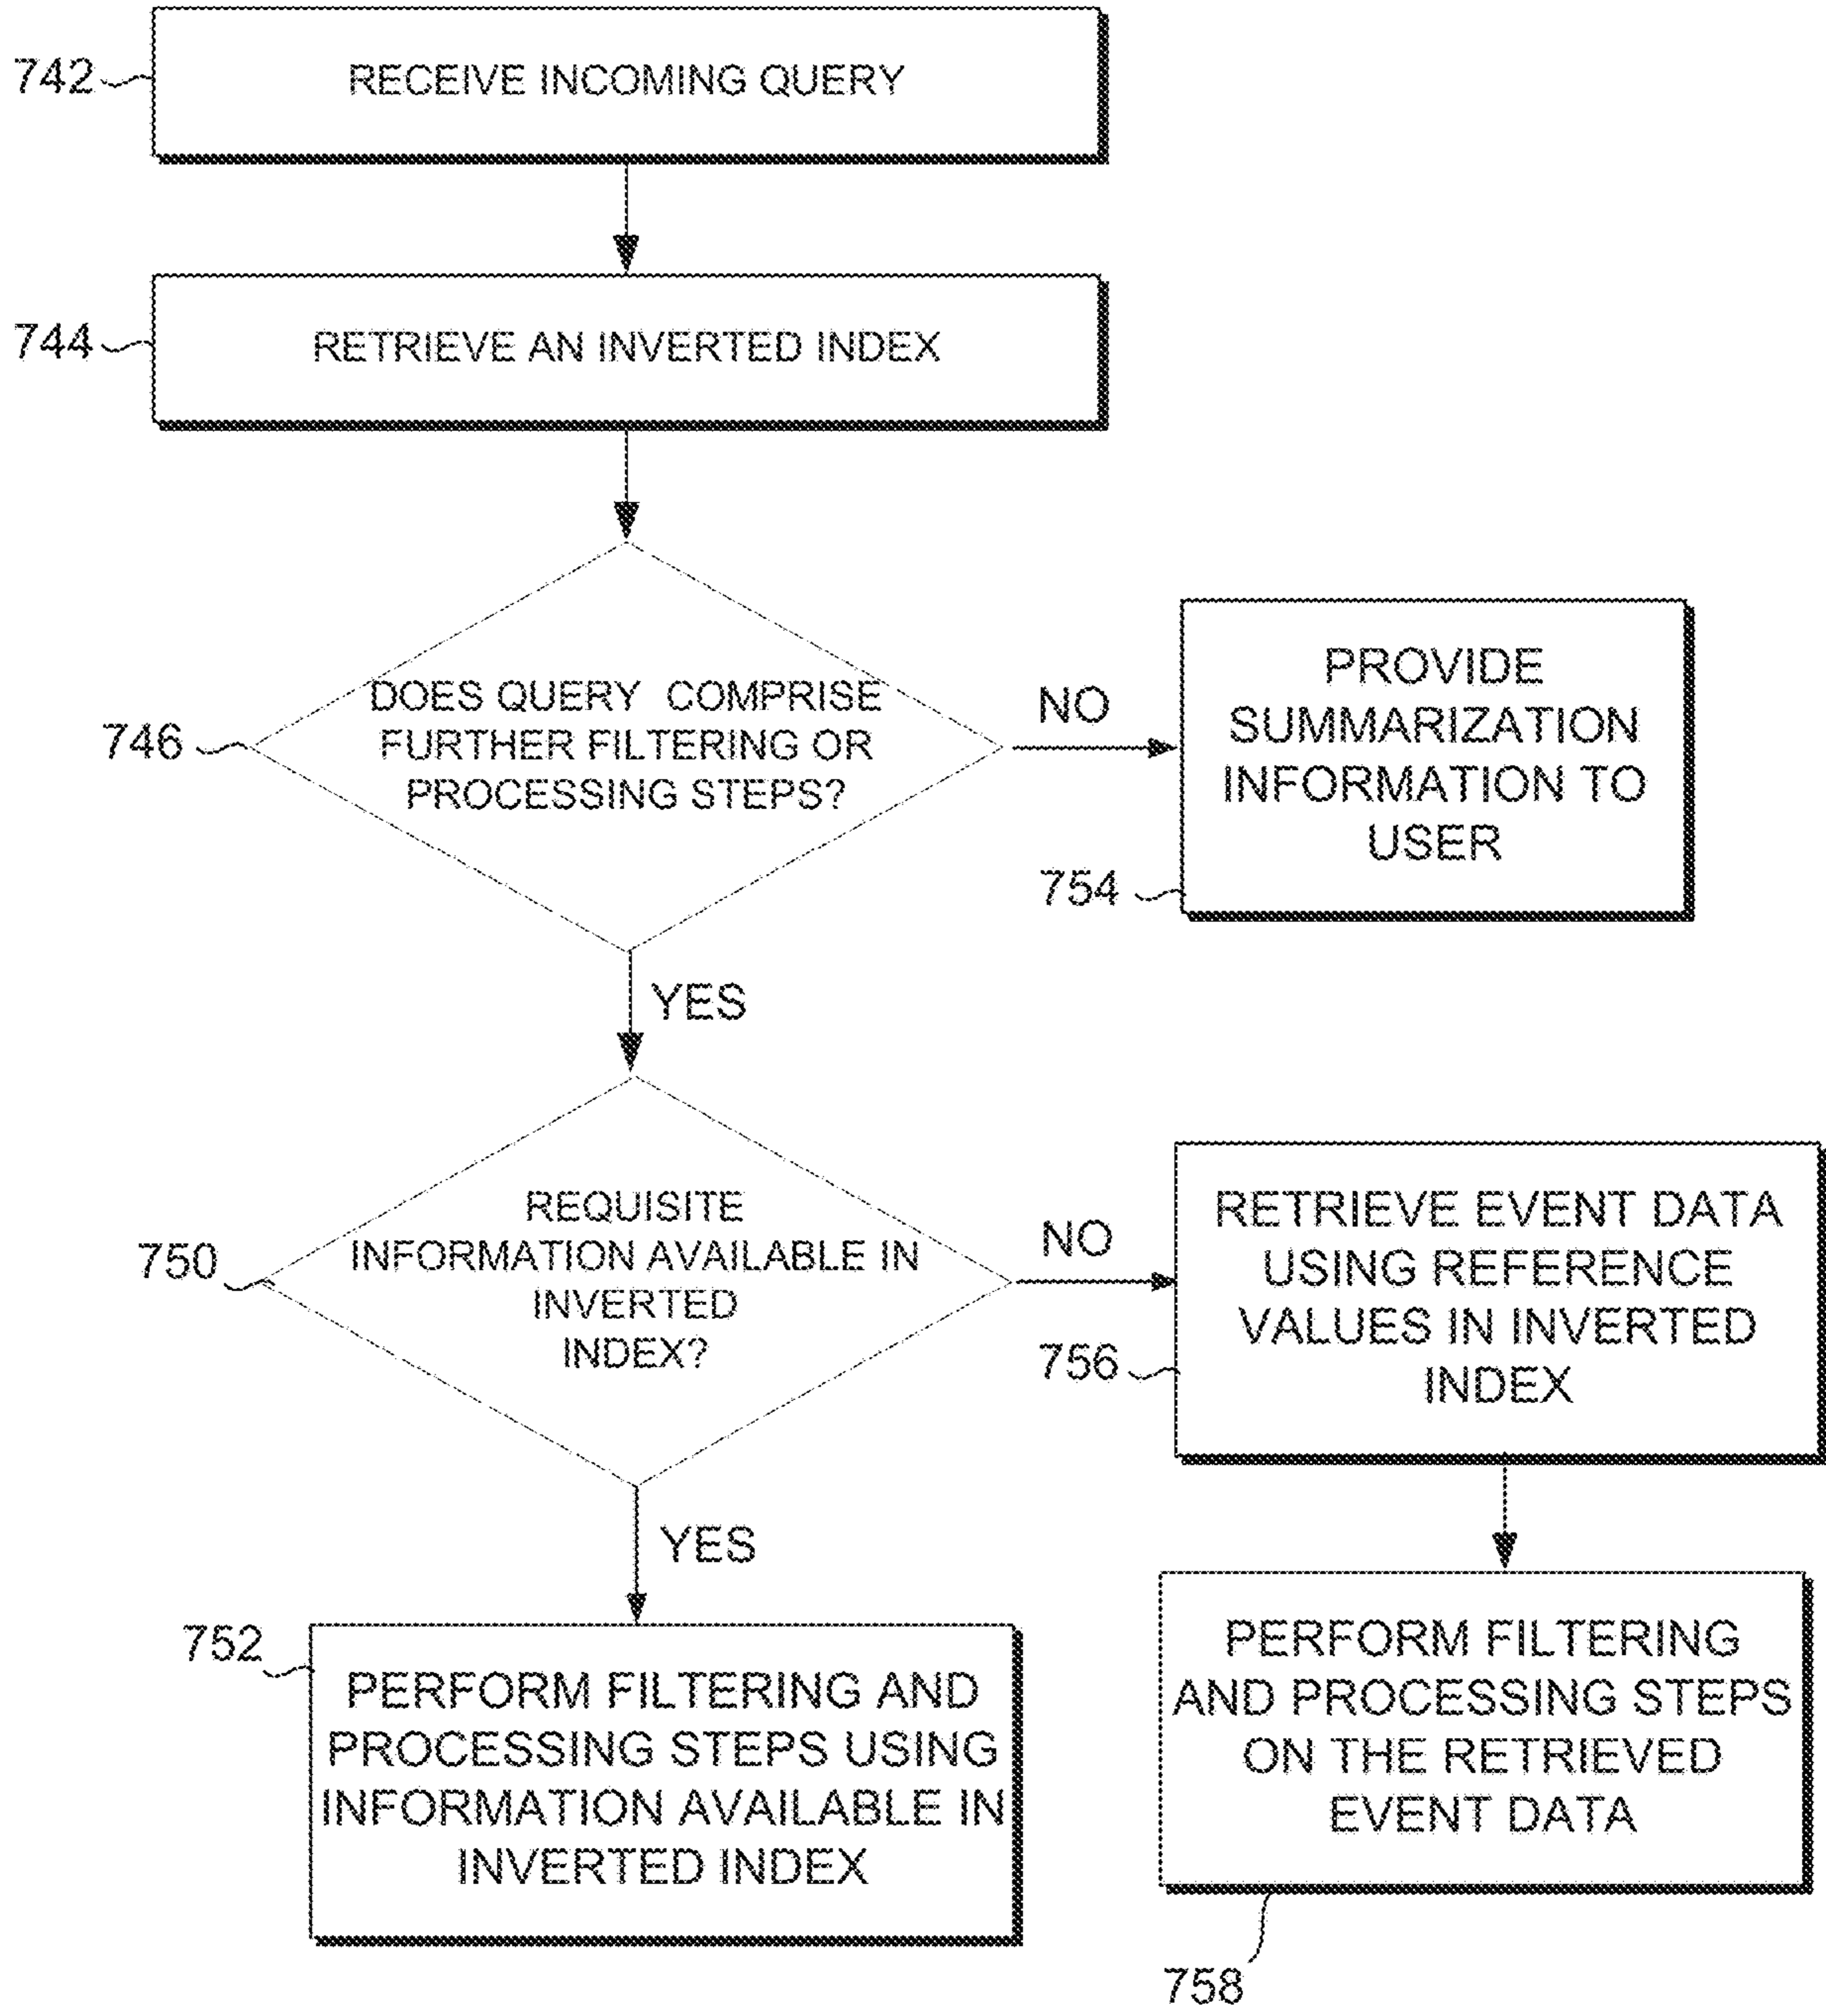 742
RECEIVE INCOMING QUERY
744
RETRIEVE AN INVERTED INDEX
746
DOES QUERY COMPRISE
FURTHER FILTERING OR
PROCESSING STEPS?
NO
PROVIDE
SUMMARIZATION
INFORMATION TO
USER
754
YES
750
REQUISITE
INFORMATION AVAILABLE IN
INVERTED
INDEX?
NO
RETRIEVE EVENT DATA
USING REFERENCE
VALUES IN INVERTED
INDEX
756
YES
752
PERFORM FILTERING AND
PROCESSING STEPS USING
INFORMATION AVAILABLE IN
INVERTED INDEX
PERFORM FILTERING
AND PROCESSING STEPS
ON THE RETRIEVED
EVENT DATA
758